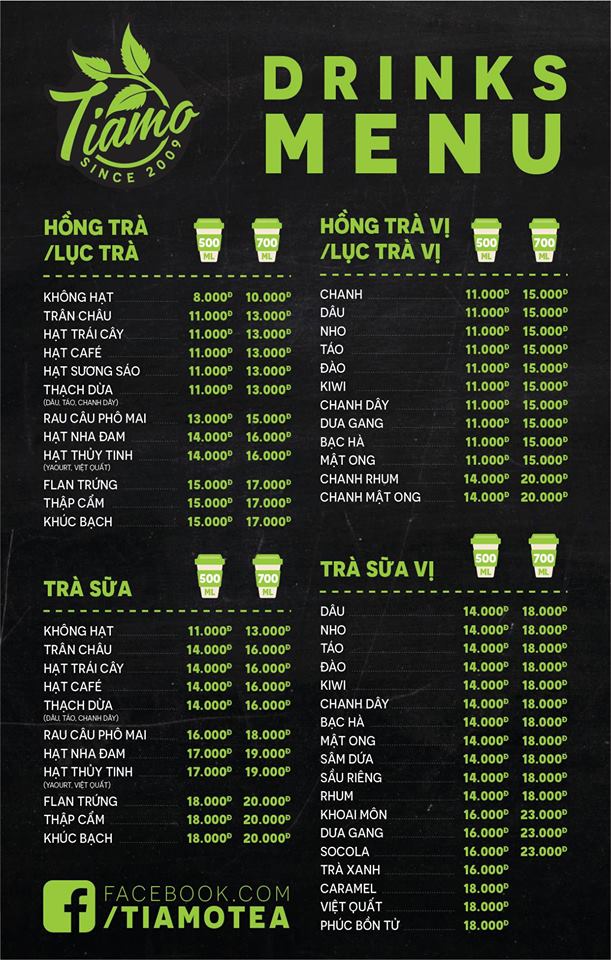 Tiamo
SINCE 2009
DRINKS
MENU
HỒNG TRÀ
/LỤC TRÀ
500 ML 700 ML
KHÔNG HẠT 8.000Đ 10.000Đ
TRÂN CHÂU 11.000Đ 13.000Đ
HẠT TRÁI CÂY 11.000Đ 13.000Đ
HẠT CAFÉ 11.000Đ 13.000Đ
HẠT SƯƠNG SÁO 11.000Đ 13.000Đ
THẠCH DỪA 11.000Đ 13.000Đ
(DÂU, TÁO, CHANH DÂY)
RAU CÂU PHÔ MAI 13.000Đ 15.000Đ
HẠT NHA ĐAM 14.000Đ 16.000Đ
HẠT THỦY TINH 14.000Đ 16.000Đ
(YAOURT, VIỆT QUẤT)
FLAN TRỨNG 15.000Đ 17.000Đ
THẬP CẨM 15.000Đ 17.000Đ
KHÚC BẠCH 15.000Đ 17.000Đ
TRÀ SỮA
500 ML 700 ML
KHÔNG HẠT 11.000Đ 13.000Đ
TRÂN CHÂU 14.000Đ 16.000Đ
HẠT TRÁI CÂY 14.000Đ 16.000Đ
HẠT CAFÉ 14.000Đ 16.000Đ
THẠCH DỪA 14.000Đ 16.000Đ
(DÂU, TÁO, CHANH DÂY)
RAU CÂU PHÔ MAI 16.000Đ 18.000Đ
HẠT NHA ĐAM 17.000Đ 19.000Đ
HẠT THỦY TINH 17.000Đ 19.000Đ
(YAOURT, VIỆT QUẤT)
FLAN TRỨNG 18.000Đ 20.000Đ
THẬP CẨM 18.000Đ 20.000Đ
KHÚC BẠCH 18.000Đ 20.000Đ
HỒNG TRÀ VỊ
/LỤC TRÀ VỊ
500 ML 700 ML
CHANH 11.000Đ 15.000Đ
DÂU 11.000Đ 15.000Đ
NHO 11.000Đ 15.000Đ
TÁO 11.000Đ 15.000Đ
ĐÀO 11.000Đ 15.000Đ
KIWI 11.000Đ 15.000Đ
CHANH DÂY 11.000Đ 15.000Đ
DƯA GANG 11.000Đ 15.000Đ
BẠC HÀ 11.000Đ 15.000Đ
MẬT ONG 11.000Đ 15.000Đ
CHANH RHUM 14.000Đ 20.000Đ
CHANH MẬT ONG 14.000Đ 20.000Đ
TRÀ SỮA VỊ
500 ML 700 ML
DÂU 14.000Đ 18.000Đ
NHO 14.000Đ 18.000Đ
TÁO 14.000Đ 18.000Đ
ĐÀO 14.000Đ 18.000Đ
KIWI 14.000Đ 18.000Đ
CHANH DÂY 14.000Đ 18.000Đ
BẠC HÀ 14.000Đ 18.000Đ
MẬT ONG 14.000Đ 18.000Đ
SÂM DỨA 14.000Đ 18.000Đ
SẦU RIÊNG 14.000Đ 18.000Đ
RHUM 14.000Đ 18.000Đ
KHOAI MÔN 16.000Đ 23.000Đ
DƯA GANG 16.000Đ 23.000Đ
SOCOLA 16.000Đ 23.000Đ
TRÀ XANH 16.000Đ
CARAMEL 18.000Đ
VIỆT QUẤT 18.000Đ
PHÚC BỒN TỬ 18.000Đ
f FACEBOOK.COM
/TIAMOTEA